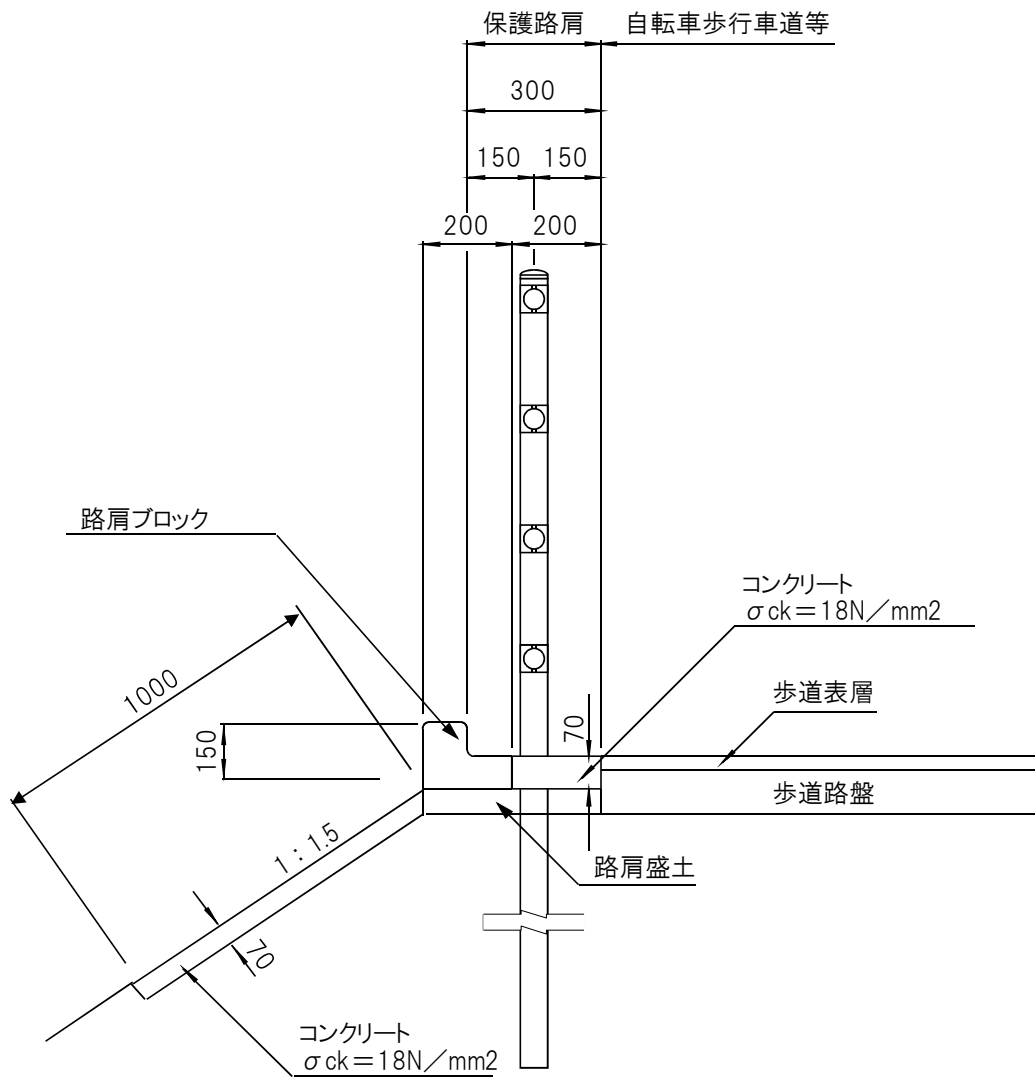 保護路肩
自転車歩行車道等
300
150
150
200
200
路肩ブロック
コンクリート
σck=18N／mm2
1000
歩道表層
70
150
歩道路盤
1：1.5
路肩盛土
70
コンクリート
σck=18N／mm2